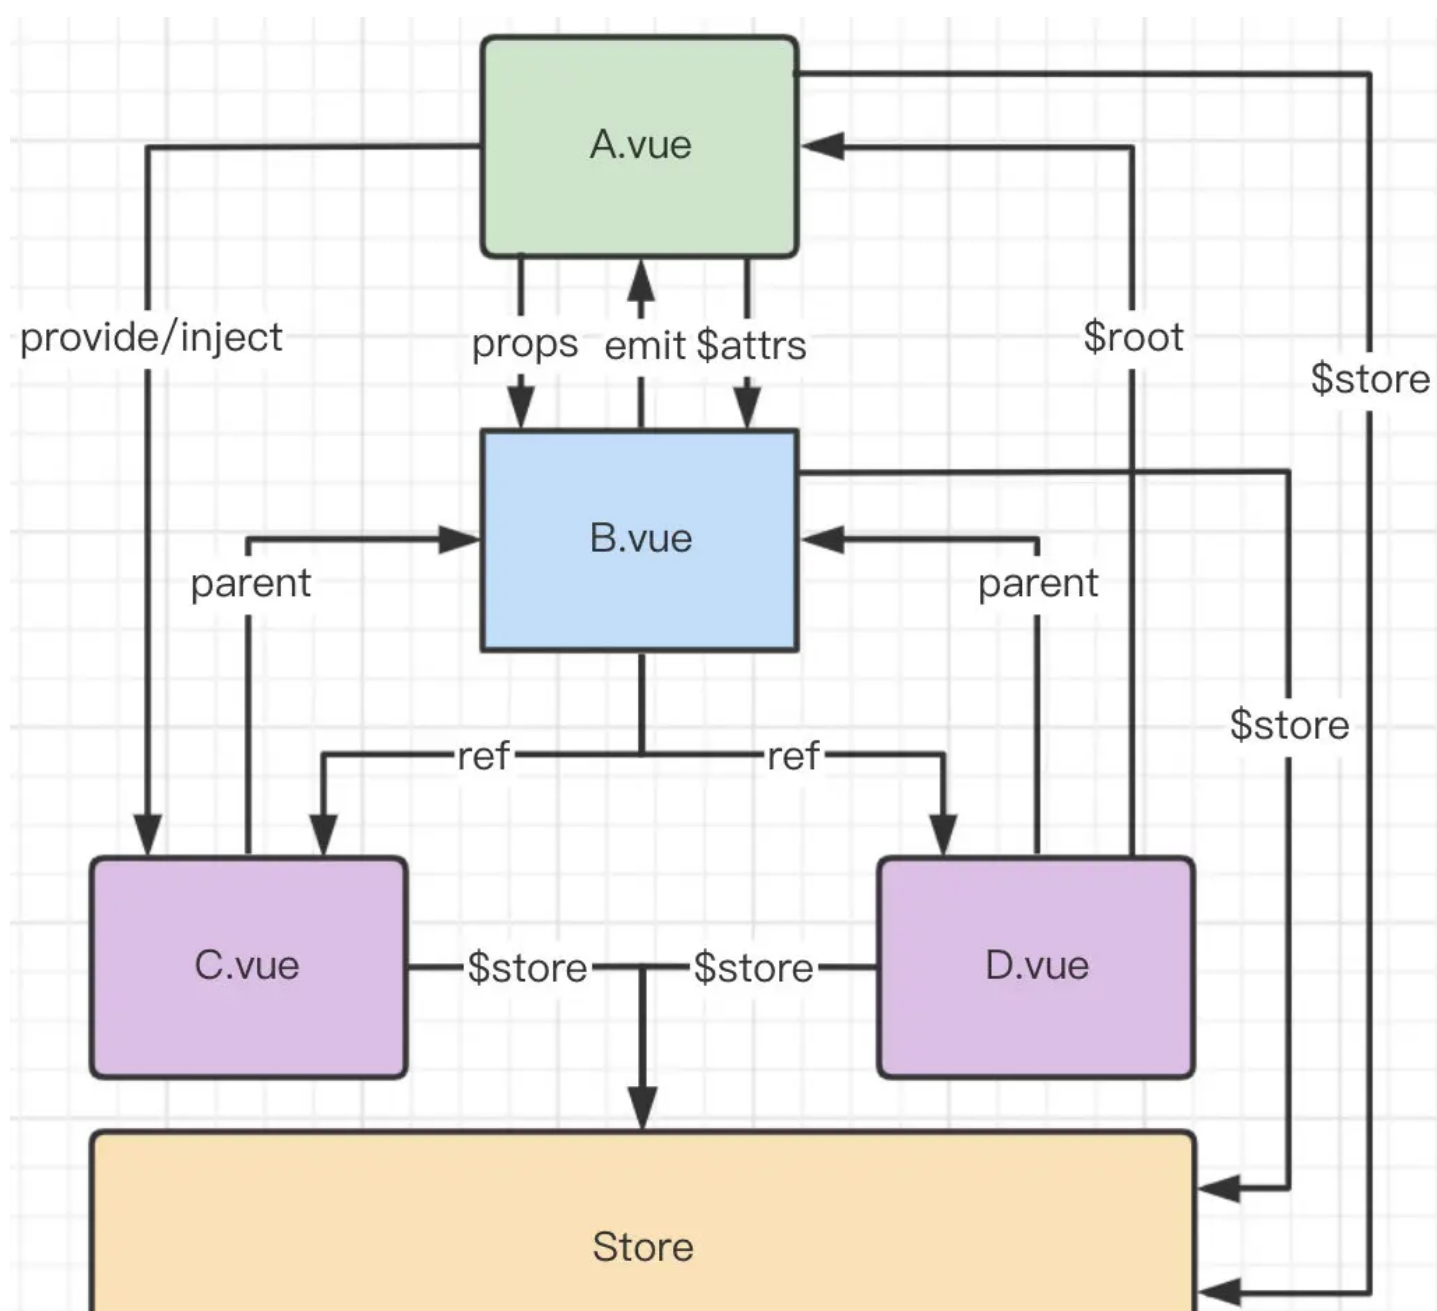 A.vue
provide/inject
props
emit
$attrs
$root
$store
B.vue
parent
parent
$store
ref
ref
C.vue
$store
$store
D.vue
Store